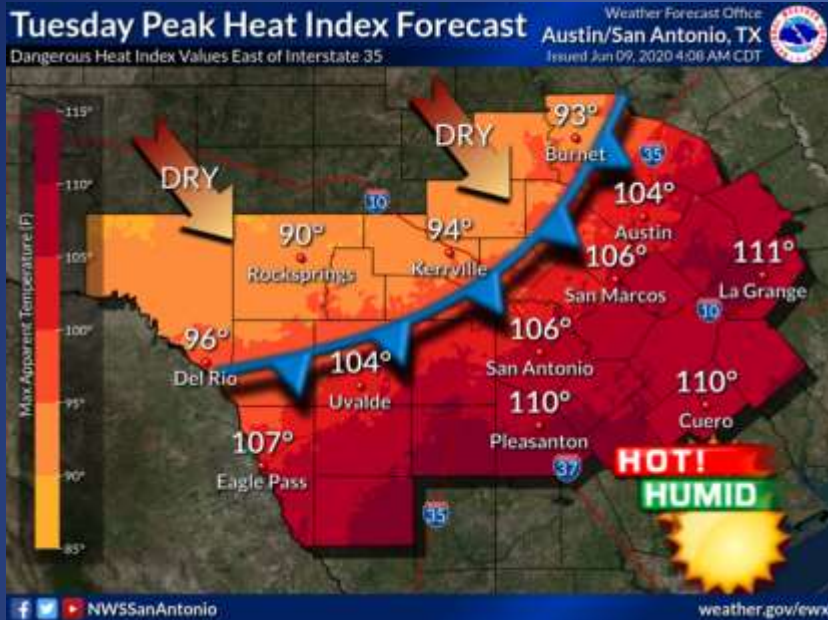 Tuesday Peak Heat Index Forecast
Weather Forecast Office
Austin/San Antonio, TX
Dangerous Heat Index Values East of Interstate 35
Issued Jun 09, 2020 4:08 AM CDT
115°
110°
105°
100°
95°
90°
85°
Max Apparent Temperature (F)
DRY
DRY
93°
Burnet
35
10
104°
Austin
90°
Rocksprings
94°
Kerrville
106°
San Marcos
111°
La Grange
10
96°
Del Rio
104°
Uvalde
106°
San Antonio
110°
Pleasanton
110°
Cuero
107°
Eagle Pass
37
35
HOT!
HUMID
NWSSanAntonio
weather.gov/ewx